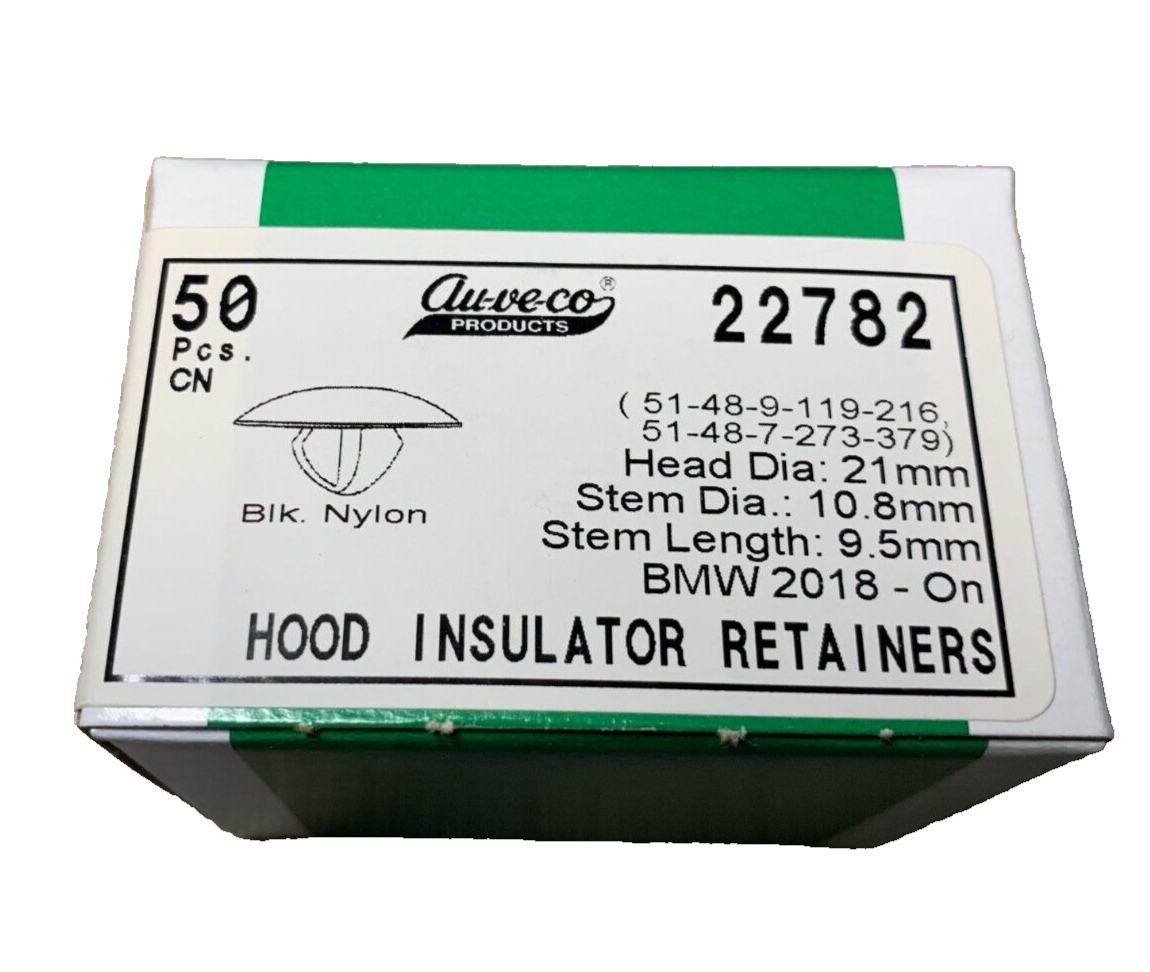 50
Pcs.
CN
Au-ve-co®
PRODUCTS
22782
(51-48-9-119-216,
51-48-7-273-379)
Head Dia: 21mm
Stem Dia.: 10.8mm
Stem Length: 9.5mm
BMW 2018 - On
Blk. Nylon
HOOD INSULATOR RETAINERS